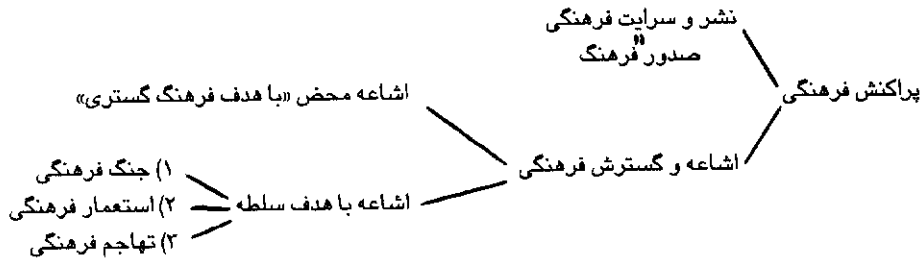 نشر و سرایت فرهنگی
صدور فرهنگ
پراکنش فرهنگی
اشاعه محض «با هدف فرهنگ گستری»
اشاعه و گسترش فرهنگی
اشاعه با هدف سلطه
۱) جنگ فرهنگی
۲) استعمار فرهنگی
۳) تهاجم فرهنگی